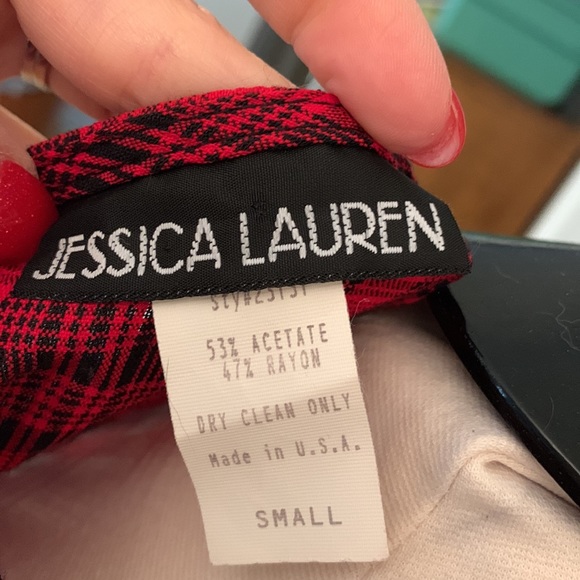 JESSICA LAUREN
53% ACETATE
47% RAYON
DRY CLEAN ONLY
Made in U.S.A.
SMALL